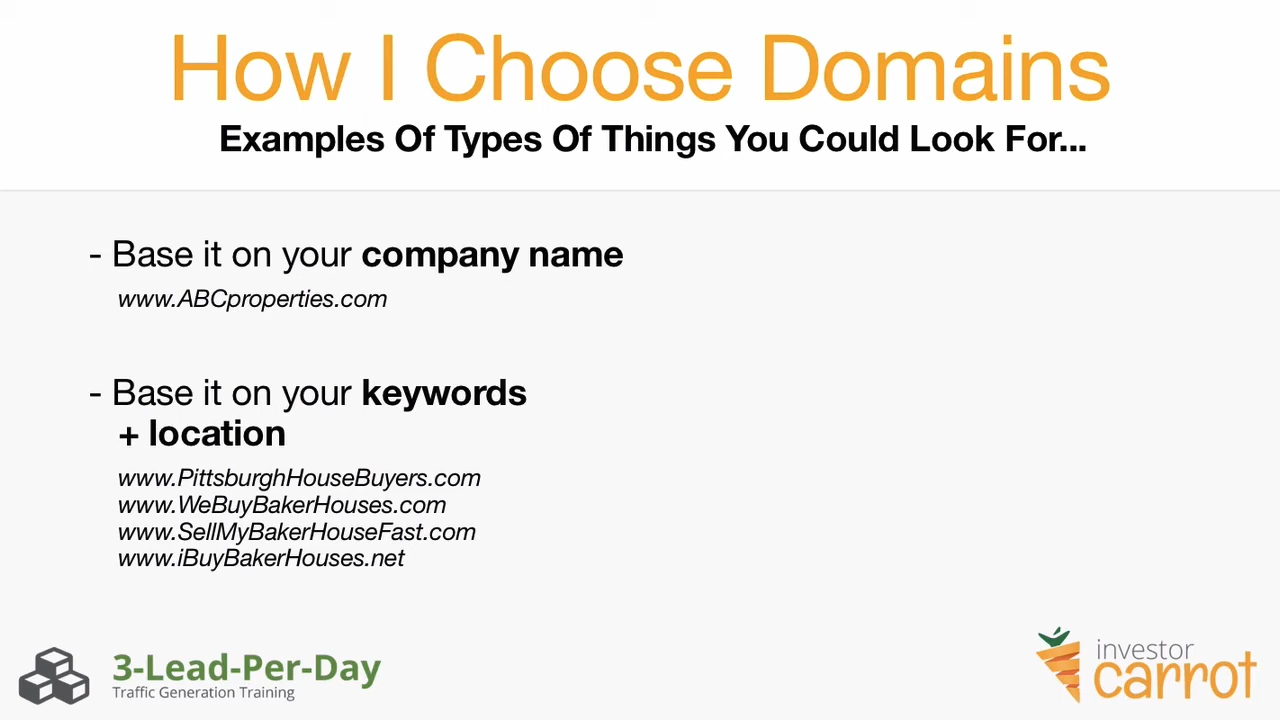 How I Choose Domains
Examples Of Types Of Things You Could Look For...
- Base it on your company name
www.ABCproperties.com
- Base it on your keywords
+ location
www.PittsburghHouseBuyers.com
www.WeBuyBakerHouses.com
www.SellMyBakerHouseFast.com
www.iBuyBakerHouses.net
3-Lead-Per-Day
Traffic Generation Training
investor
carrot